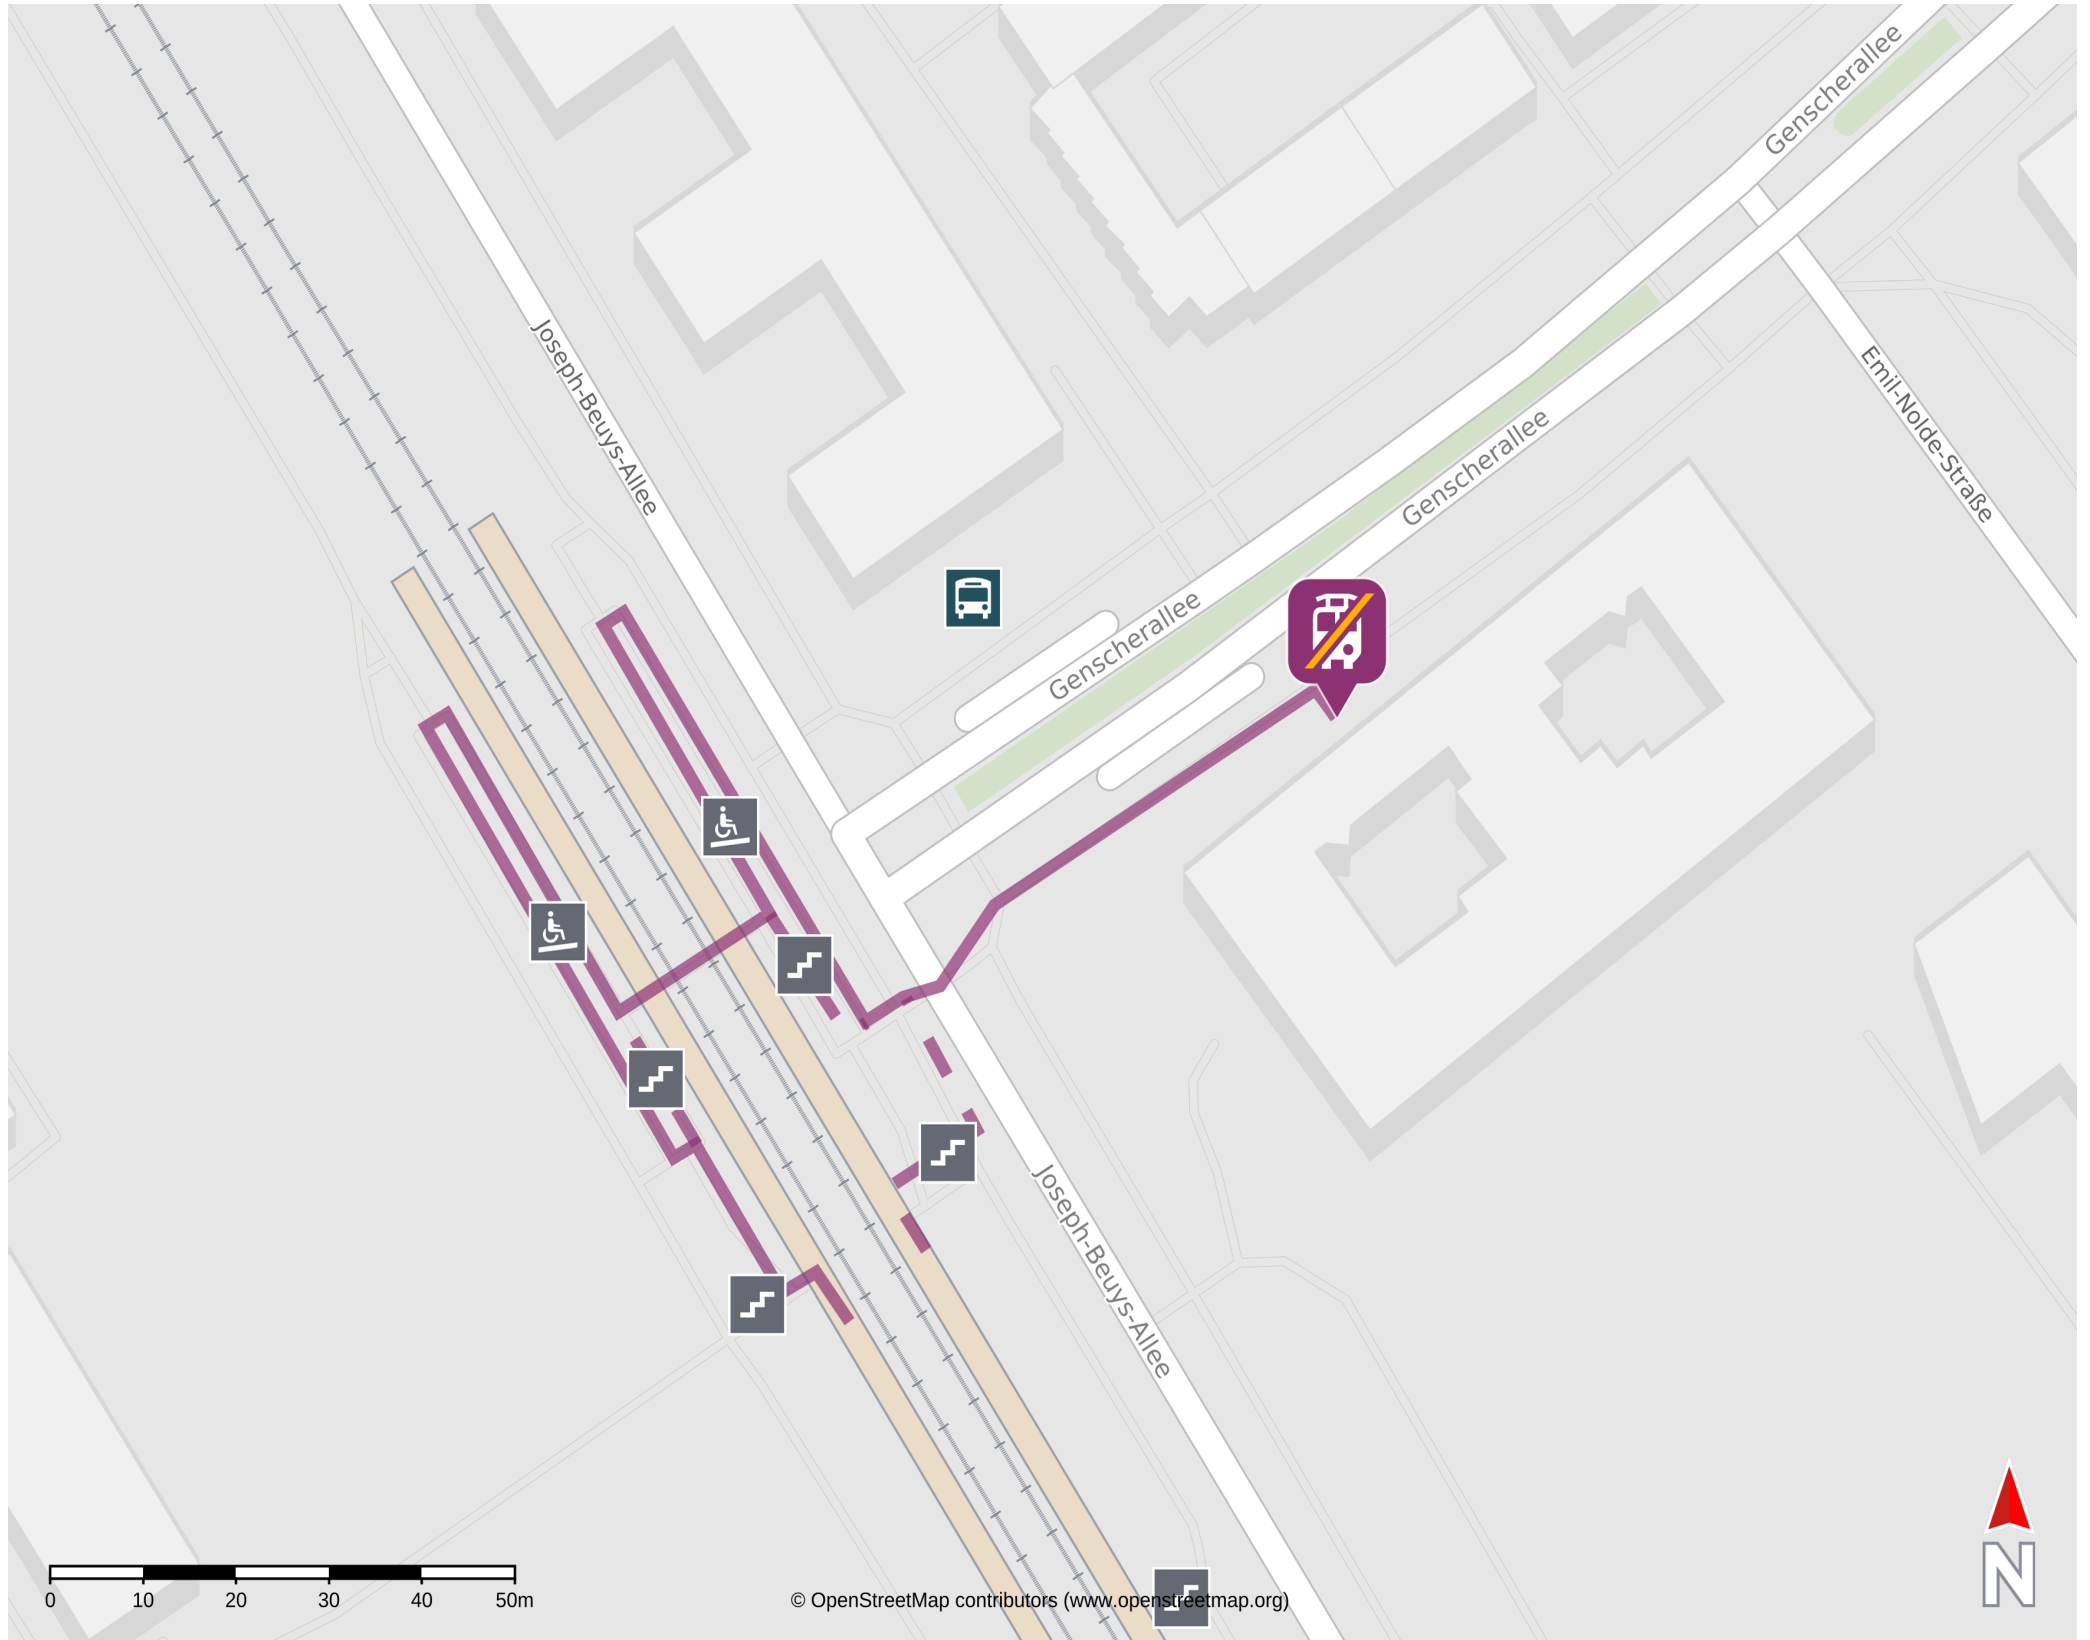 Genscherallee
Joseph-Beuys-Allee
Emil-Nolde-Straße
Genscherallee
Genscherallee
Joseph-Beuys-Allee
0 10 20 30 40 50m
© OpenStreetMap contributors (www.openstreetmap.org)
N